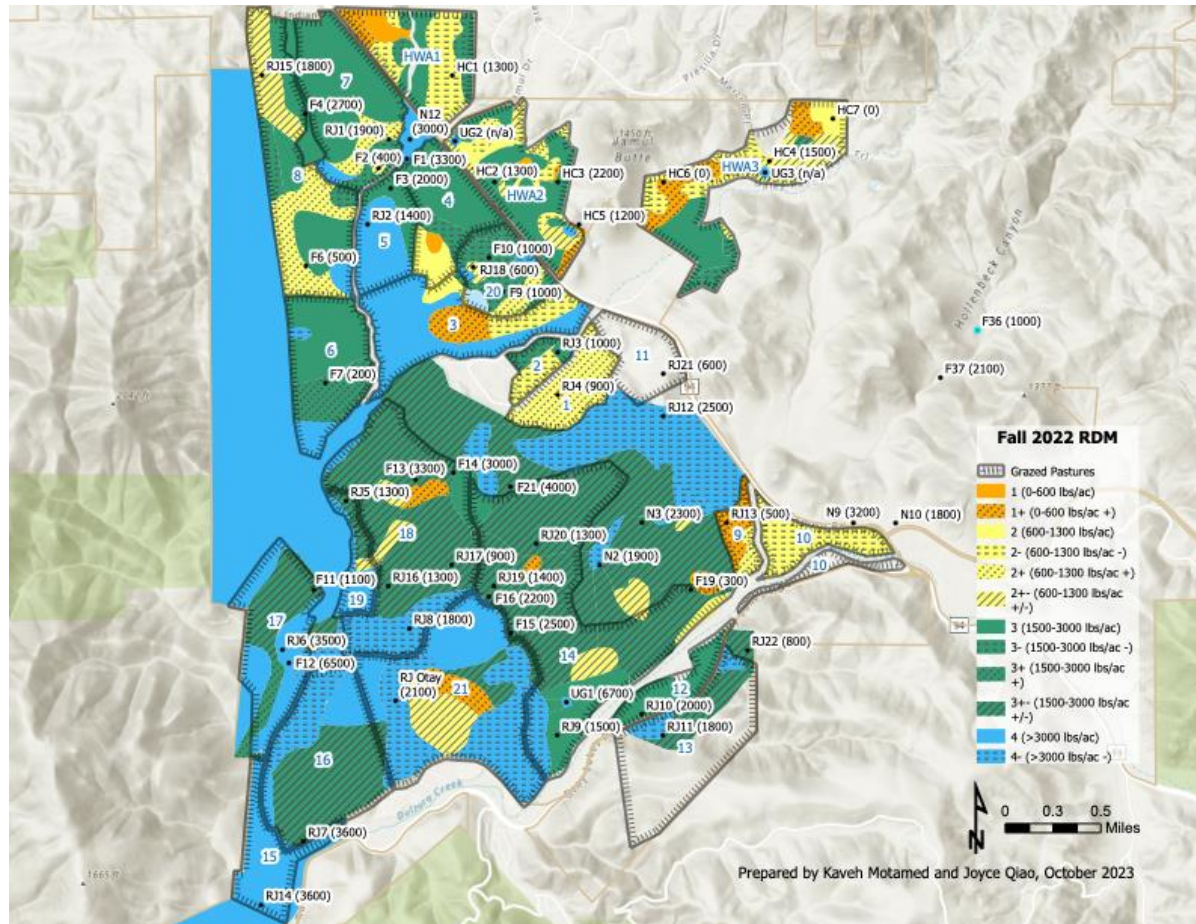 Indian
HWA1
RJ15 (1800)
HC1 (1300)
7
F4 (2700)
N12
(3000)
RJ1 (1900)
UG2 (n/a)
F2 (400)
F1 (3300)
8
F3 (2000)
HC2 (1300)
HC3 (2200)
HWA2
4
RJ2 (1400)
5
HC5 (1200)
1450 ft
Jamul
Butte
HC7 (0)
HC4 (1500)
HWA3
UG3 (n/a)
HC6 (0)
F10 (1000)
RJ18 (600)
F6 (500)
20
F9 (1000)
3
Hollenbeck Canyon
F36 (1000)
F37 (2100)
6
F7 (200)
RJ3 (1000)
2
11
RJ21 (600)
RJ4 (900)
1
94
RJ12 (2500)
F13 (3300)
F14 (3000)
F21 (4000)
RJ5 (1300)
N3 (2300)
RJ13 (500)
N9 (3200)
N10 (1800)
9
10
18
RJ20 (1300)
RJ17 (900)
N2 (1900)
10
F11 (1100)
RJ16 (1300)
RJ19 (1400)
F19 (300)
19
F16 (2200)
17
RJ8 (1800)
F15 (2500)
94
RJ6 (3500)
RJ22 (800)
F12 (6500)
14
RJ Otay
(2100)
21
12
UG1 (6700)
RJ10 (2000)
RJ9 (1500)
RJ11 (1800)
13
16
Dulzura Creek
RJ7 (3600)
15
1665 ft
RJ14 (3600)
Fall 2022 RDM
Grazed Pastures
1 (0-600 lbs/ac)
1+ (0-600 lbs/ac +)
2 (600-1300 lbs/ac)
2- (600-1300 lbs/ac -)
2+ (600-1300 lbs/ac +)
2+- (600-1300 lbs/ac
+/-)
3 (1500-3000 lbs/ac)
3- (1500-3000 lbs/ac -)
3+ (1500-3000 lbs/ac
+)
3+- (1500-3000 lbs/ac
+/-)
4 (>3000 lbs/ac)
4- (>3000 lbs/ac -)
N
0 0.3 0.5
Miles
Prepared by Kaveh Motamed and Joyce Qiao, October 2023